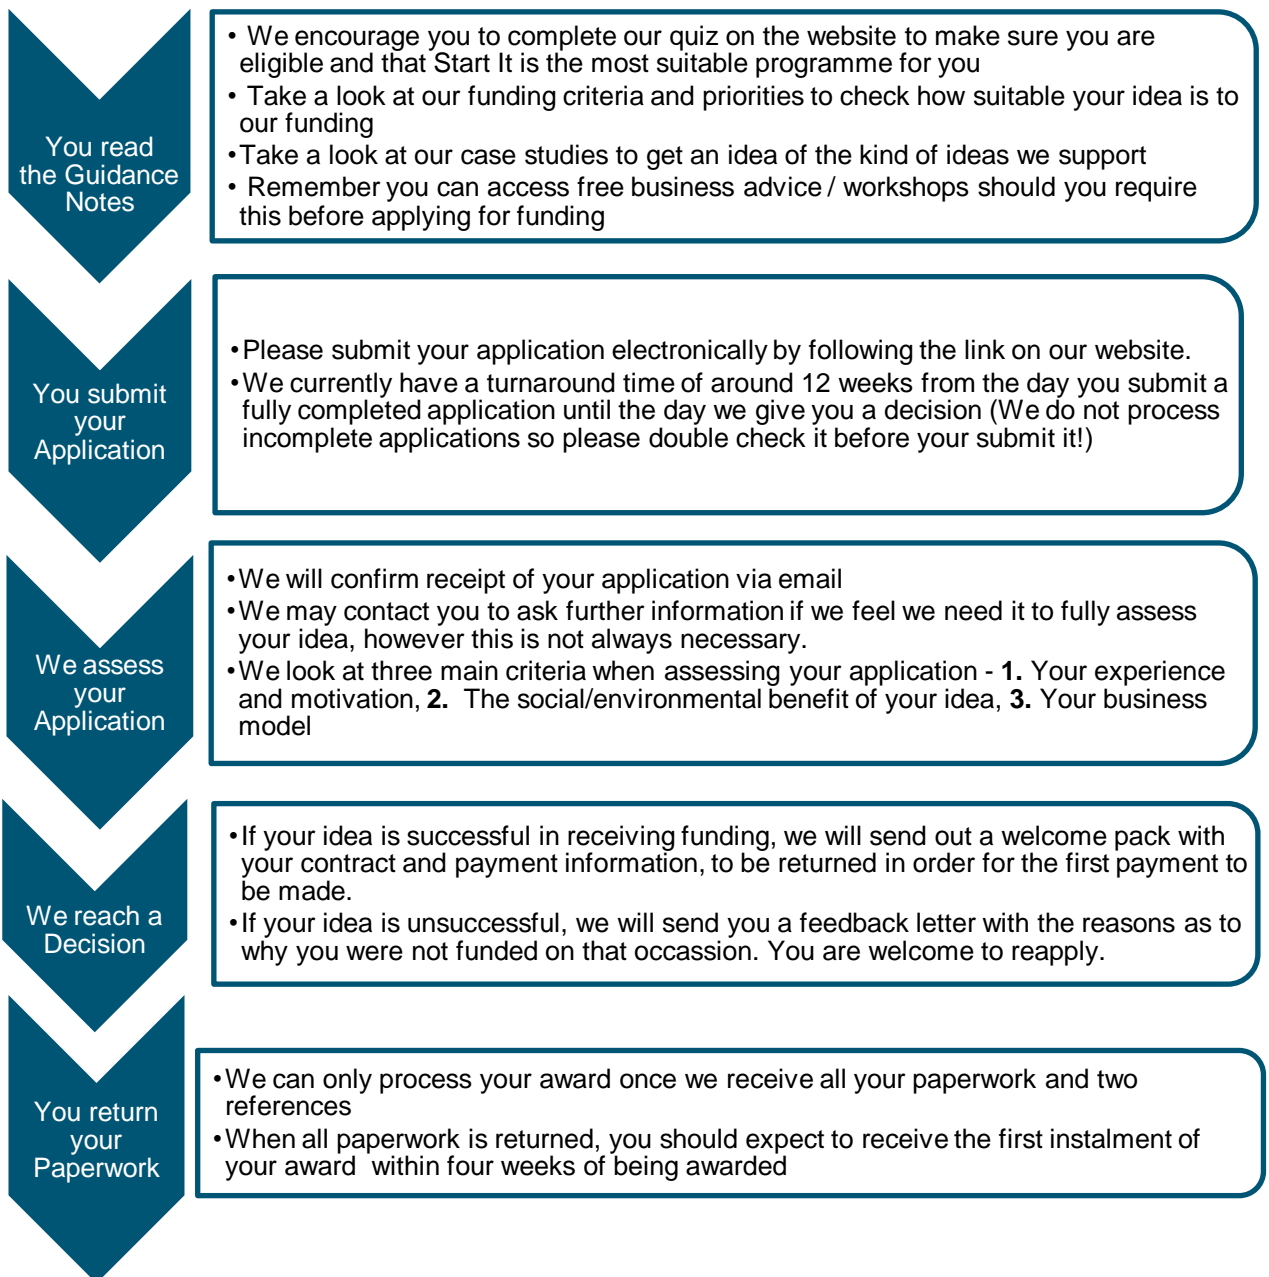 You read
the Guidance
Notes
• We encourage you to complete our quiz on the website to make sure you are
eligible and that Start It is the most suitable programme for you
• Take a look at our funding criteria and priorities to check how suitable your idea is to
our funding
•Take a look at our case studies to get an idea of the kind of ideas we support
• Remember you can access free business advice / workshops should you require
this before applying for funding
You submit
your
Application
•Please submit your application electronically by following the link on our website.
•We currently have a turnaround time of around 12 weeks from the day you submit a
fully completed application until the day we give you a decision (We do not process
incomplete applications so please double check it before your submit it!)
We assess
your
Application
•We will confirm receipt of your application via email
•We may contact you to ask further information if we feel we need it to fully assess
your idea, however this is not always necessary.
•We look at three main criteria when assessing your application - 1. Your experience
and motivation, 2. The social/environmental benefit of your idea, 3. Your business
model
We reach a
Decision
•If your idea is successful in receiving funding, we will send out a welcome pack with
your contract and payment information, to be returned in order for the first payment to
be made.
•If your idea is unsuccessful, we will send you a feedback letter with the reasons as to
why you were not funded on that occassion. You are welcome to reapply.
You return
your
Paperwork
•We can only process your award once we receive all your paperwork and two
references
•When all paperwork is returned, you should expect to receive the first instalment of
your award within four weeks of being awarded